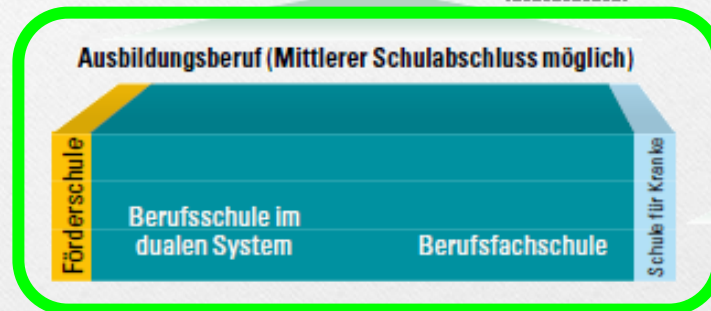 Ausbildungsberuf (Mittlerer Schulabschluss möglich)
Förderschule
Berufsschule im
dualen System
Berufsfachschule
Schule für Kranke